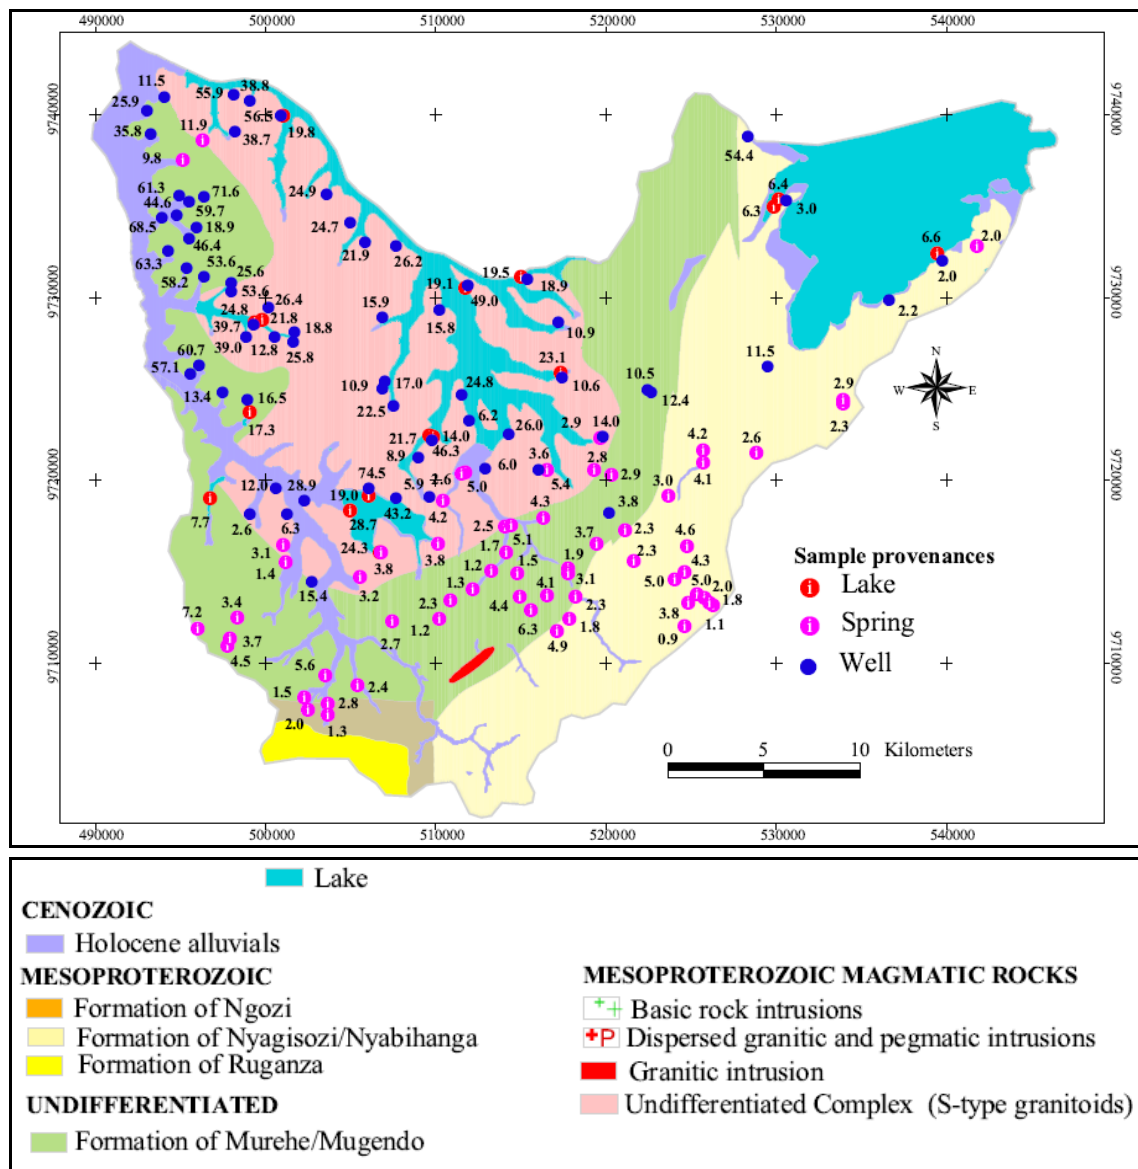 490000 500000 510000 520000 530000 540000
9740000 9740000
9730000 9730000
9720000 9720000
9710000 9710000
11.5 55.9 38.8
25.9 56.5
35.8 11.9 38.7 19.8
9.8 54.4
61.3 71.6 24.9 6.4
44.6 59.7 6.3 3.0
68.5 18.9 24.7
46.4 21.9 26.2 6.6 2.0
63.3 53.6 19.5
58.2 25.6 19.1 18.9 2.0
53.6 26.4 15.9 49.0 2.2
24.8 21.8 15.8
39.7 18.8 10.9
39.0 12.8 25.8
60.7 23.1 11.5
57.1 10.9 17.0 24.8 10.6 10.5 2.9
13.4 16.5 22.5 12.4
17.3 6.2 26.0 2.9 14.0 2.3
21.7 14.0 4.2 2.6
8.9 46.3 3.6 2.8
74.5 6.0 2.9 4.1
12.0 28.9 5.9 5.0 5.4 3.0
7.7 19.0 43.2 4.2 4.3 3.8
2.6 6.3 28.7 2.5 5.1 3.7 2.3 4.6
3.1 24.3 3.8 1.7 1.9 2.3 4.3
1.4 3.8 1.2 1.5 5.0 5.0
15.4 3.2 1.3 4.1 3.1 2.0
7.2 3.4 2.3 4.4 2.3 3.8 1.8
3.7 2.7 1.2 6.3 1.8 1.1
4.5 4.9 0.9
5.6 2.4
1.5 2.8
2.0 1.3
N
W E
S
Sample provenances
Lake
Spring
Well
0 5 10 Kilometers
490000 500000 510000 520000 530000 540000
Lake
CENOZOIC
Holocene alluvials
MESOPROTEROZOIC
Formation of Ngozi
Formation of Nyagisozi/Nyabihanga
Formation of Ruganza
UNDIFFERENTIATED
Formation of Murehe/Mugendo
MESOPROTEROZOIC MAGMATIC ROCKS
Basic rock intrusions
P Dispersed granitic and pegmatic intrusions
Granitic intrusion
Undifferentiated Complex (S-type granitoids)